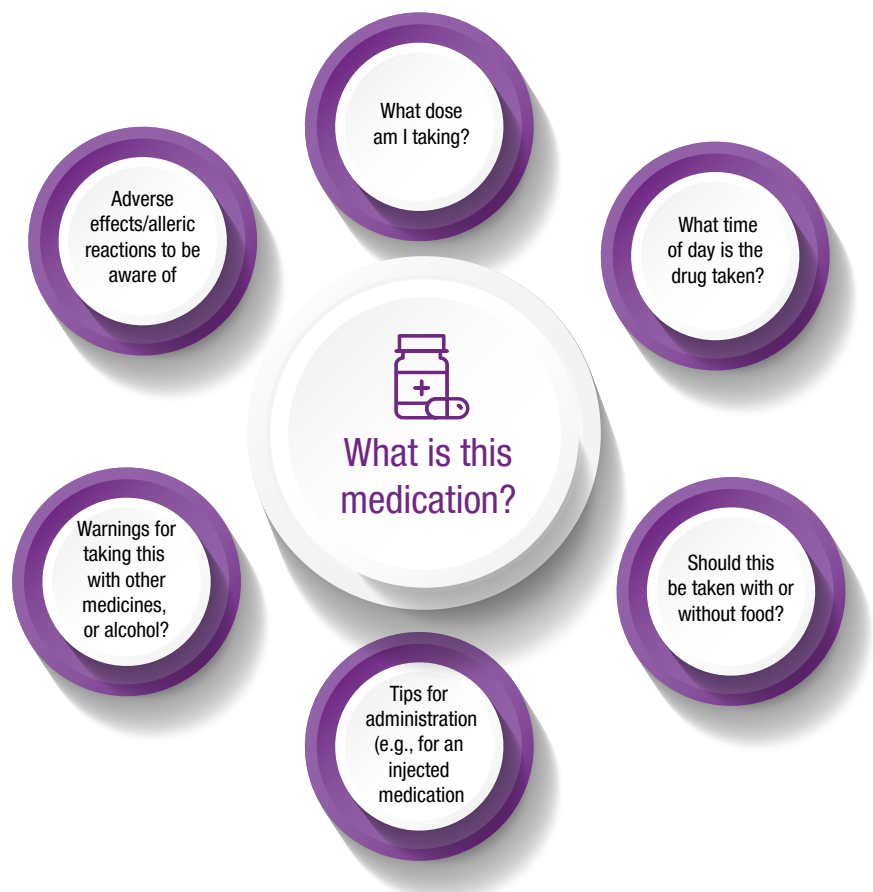 What dose
am I taking?
What time
of day is the
drug taken?
Should this
be taken with or
without food?
Tips for
administration
(e.g., for an
injected
medication
Warnings for
taking this
with other
medicines,
or alcohol?
Adverse
effects/alleric
reactions to be
aware of
What is this
medication?